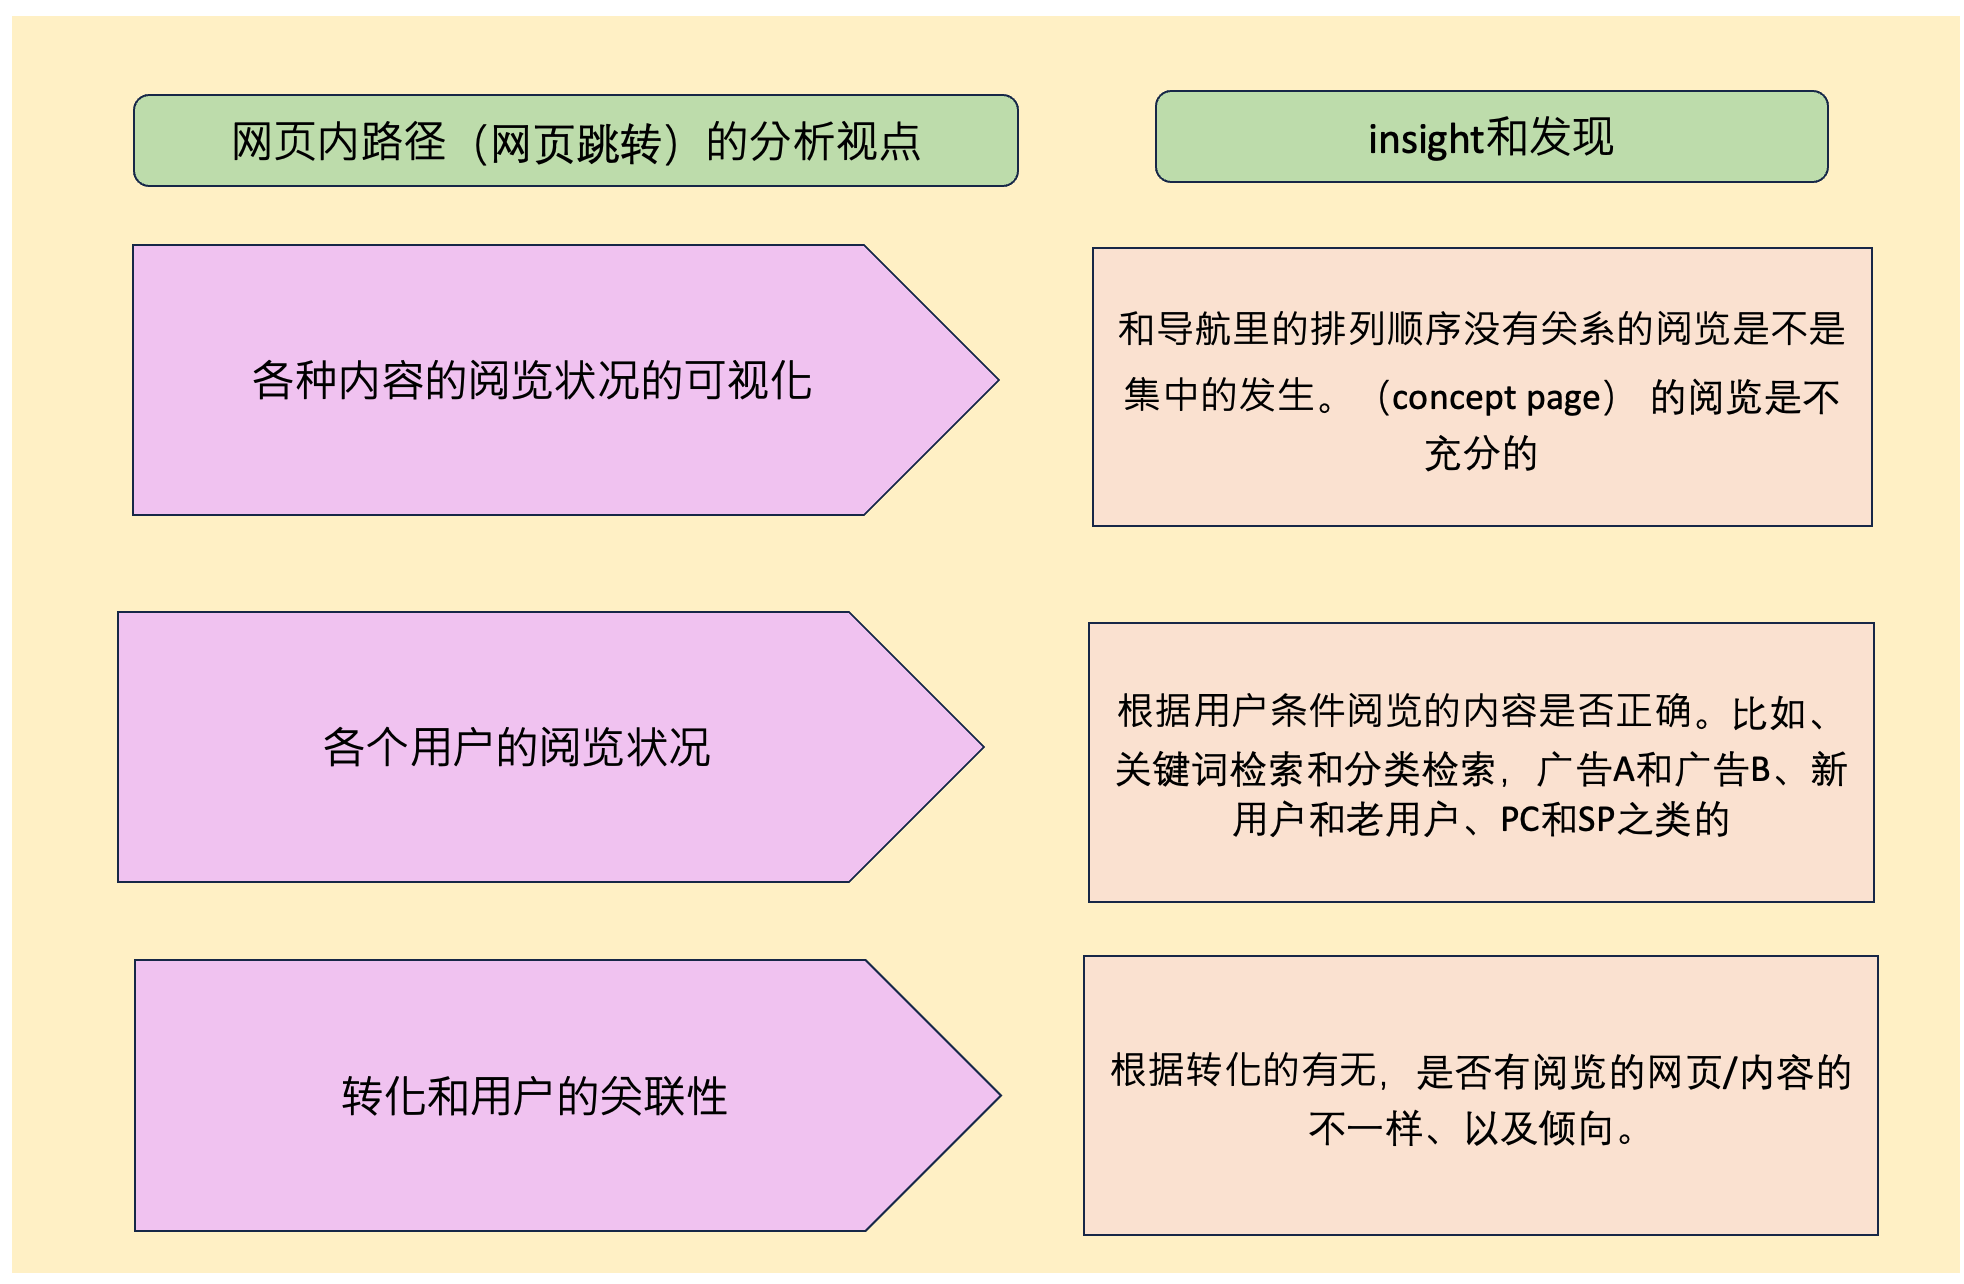 网页内路径（网页跳转）的分析视点
insight和发现
各种内容的阅览状况的可视化
和导航里的排列顺序没有关系的阅览是不是
集中的发生。（concept page） 的阅览是不
充分的
各个用户的阅览状况
根据用户条件阅览的内容是否正确。比如、
关键词检索和分类检索，广告A和广告B、新
用户和老用户、PC和SP之类的
转化和用户的关联性
根据转化的有无，是否有阅览的网页/内容的
不一样、以及倾向。